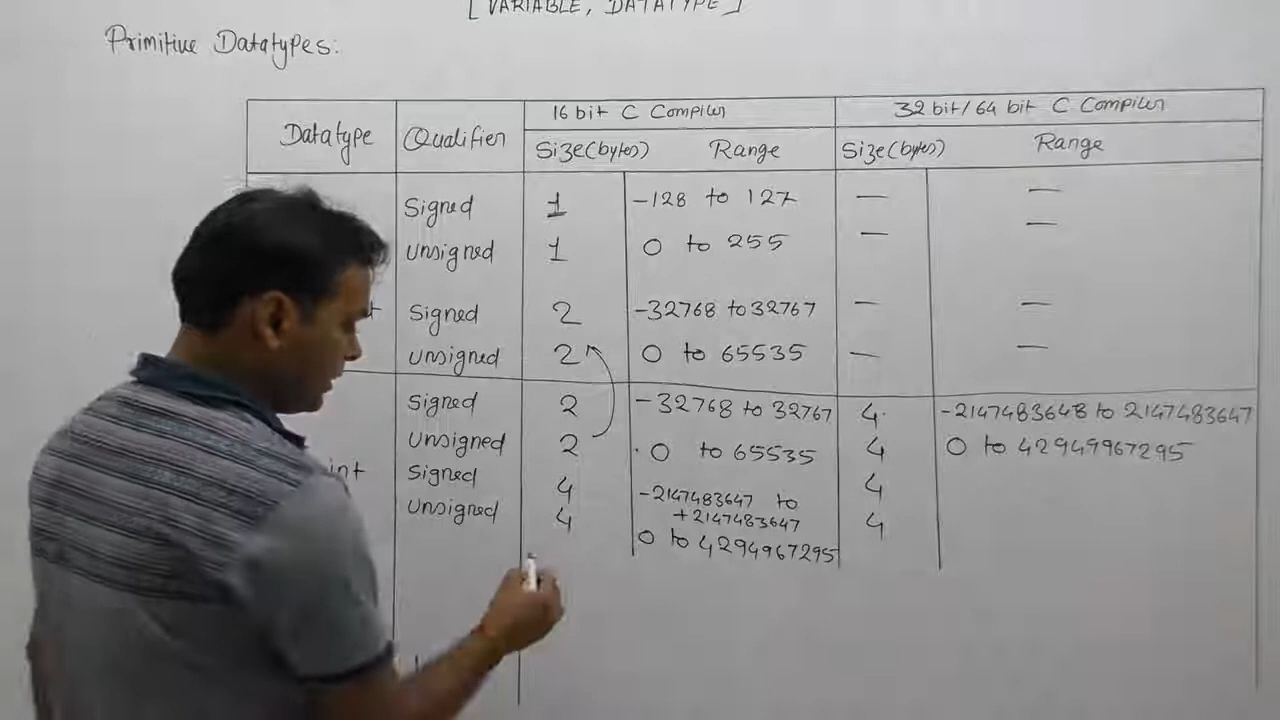 [VARIABLE, DATATYPE]
Primitive Datatypes:
16 bit C Compiler 32 bit/64 bit C Compiler
Datatype Qualifier Size(bytes) Range Size(bytes) Range
Signed 1 -128 to 127 — —
Unsigned 1 0 to 255 — —
t Signed 2 -32768 to 32767 — —
Unsigned 2 0 to 65535 — —
Signed 2 -32768 to 32767 4 -2147483648 to 2147483647
Unsigned 2 0 to 65535 4 0 to 42949967295
int Signed 4 -2147483647 to 4
+2147483647
Unsigned 4 0 to 4294967295 4